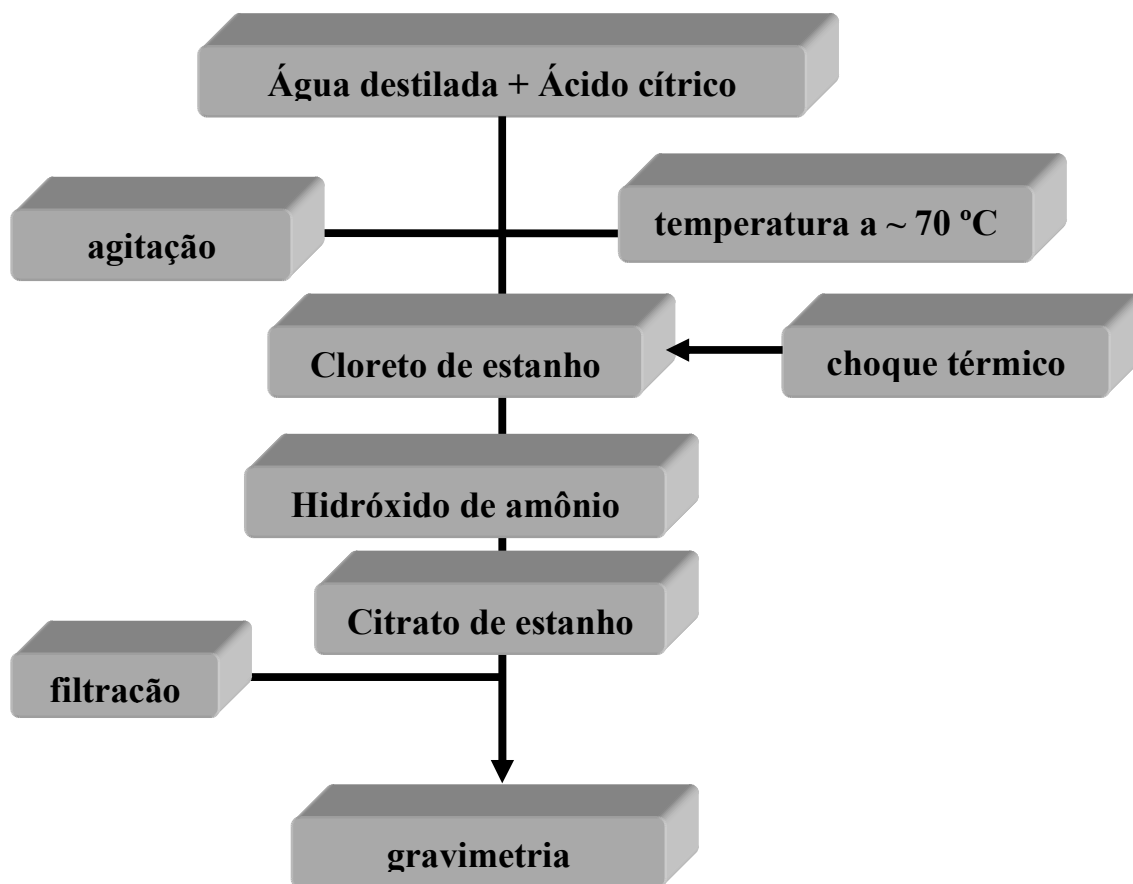 Água destilada + Ácido cítrico
agitação
temperatura a ~ 70 ºC
Cloreto de estanho
choque térmico
Hidróxido de amônio
Citrato de estanho
filtracão
gravimetria